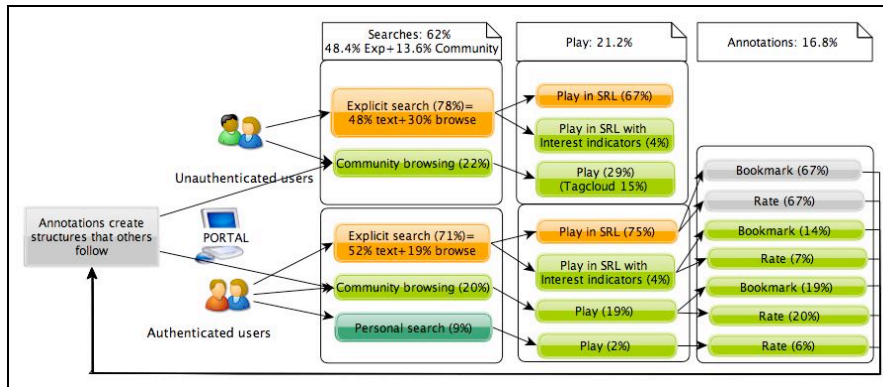 Searches: 62%
48.4% Exp+13.6% Community
Play: 21.2%
Annotations: 16.8%
Explicit search (78%)=
48% text+30% browse
Community browsing (22%)
Unauthenticated users
Play in SRL (67%)
Play in SRL with
Interest indicators (4%)
Play (29%)
(Tagcloud 15%)
Annotations create
structures that others
follow
PORTAL
Authenticated users
Explicit search (71%)=
52% text+19% browse
Community browsing (20%)
Personal search (9%)
Play in SRL (75%)
Play in SRL with
Interest indicators (4%)
Play (19%)
Play (2%)
Bookmark (67%)
Rate (67%)
Bookmark (14%)
Rate (7%)
Bookmark (19%)
Rate (20%)
Rate (6%)